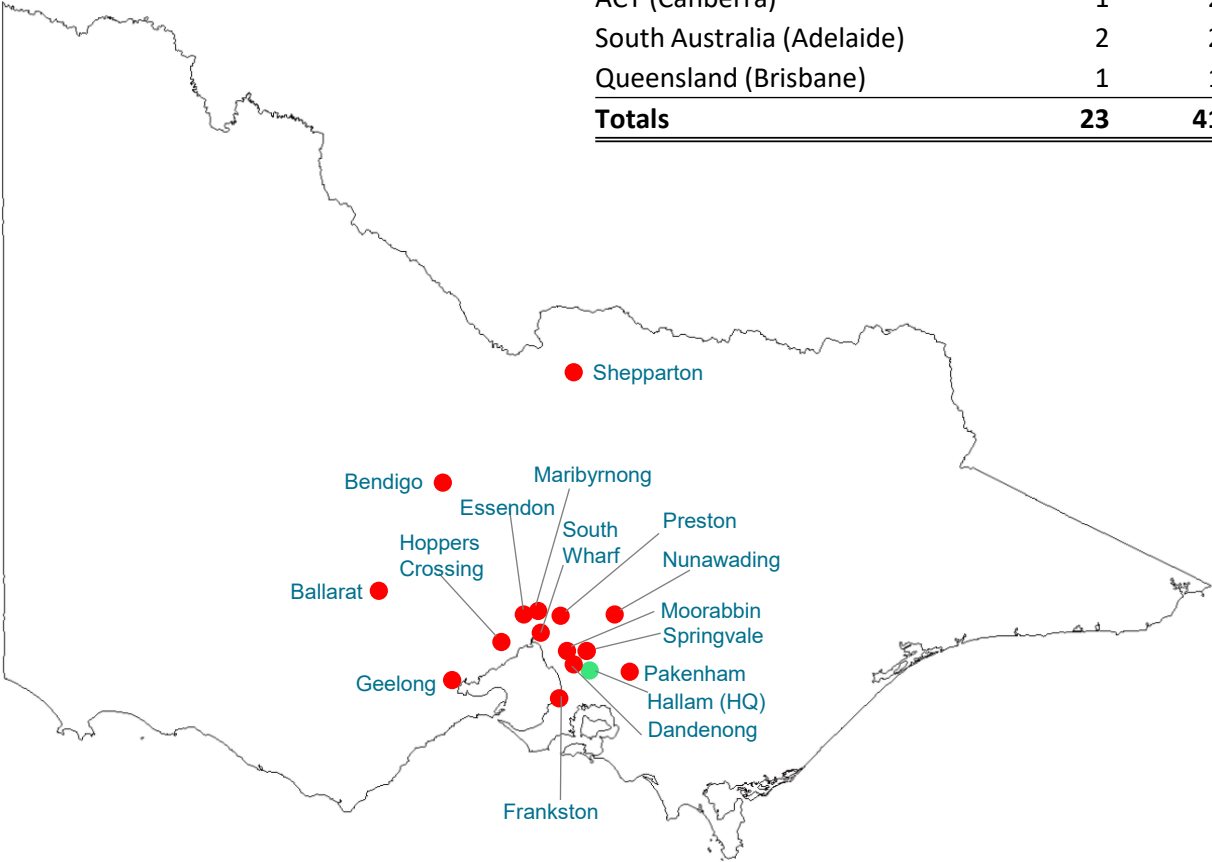 South Australia (Adelaide) 2
Queensland (Brisbane) 1
Totals 23
Shepparton
Bendigo
Maribyrnong
Essendon
South
Wharf
Preston
Hoppers
Crossing
Nunawading
Ballarat
Moorabbin
Springvale
Geelong
Pakenham
Hallam (HQ)
Dandenong
Frankston